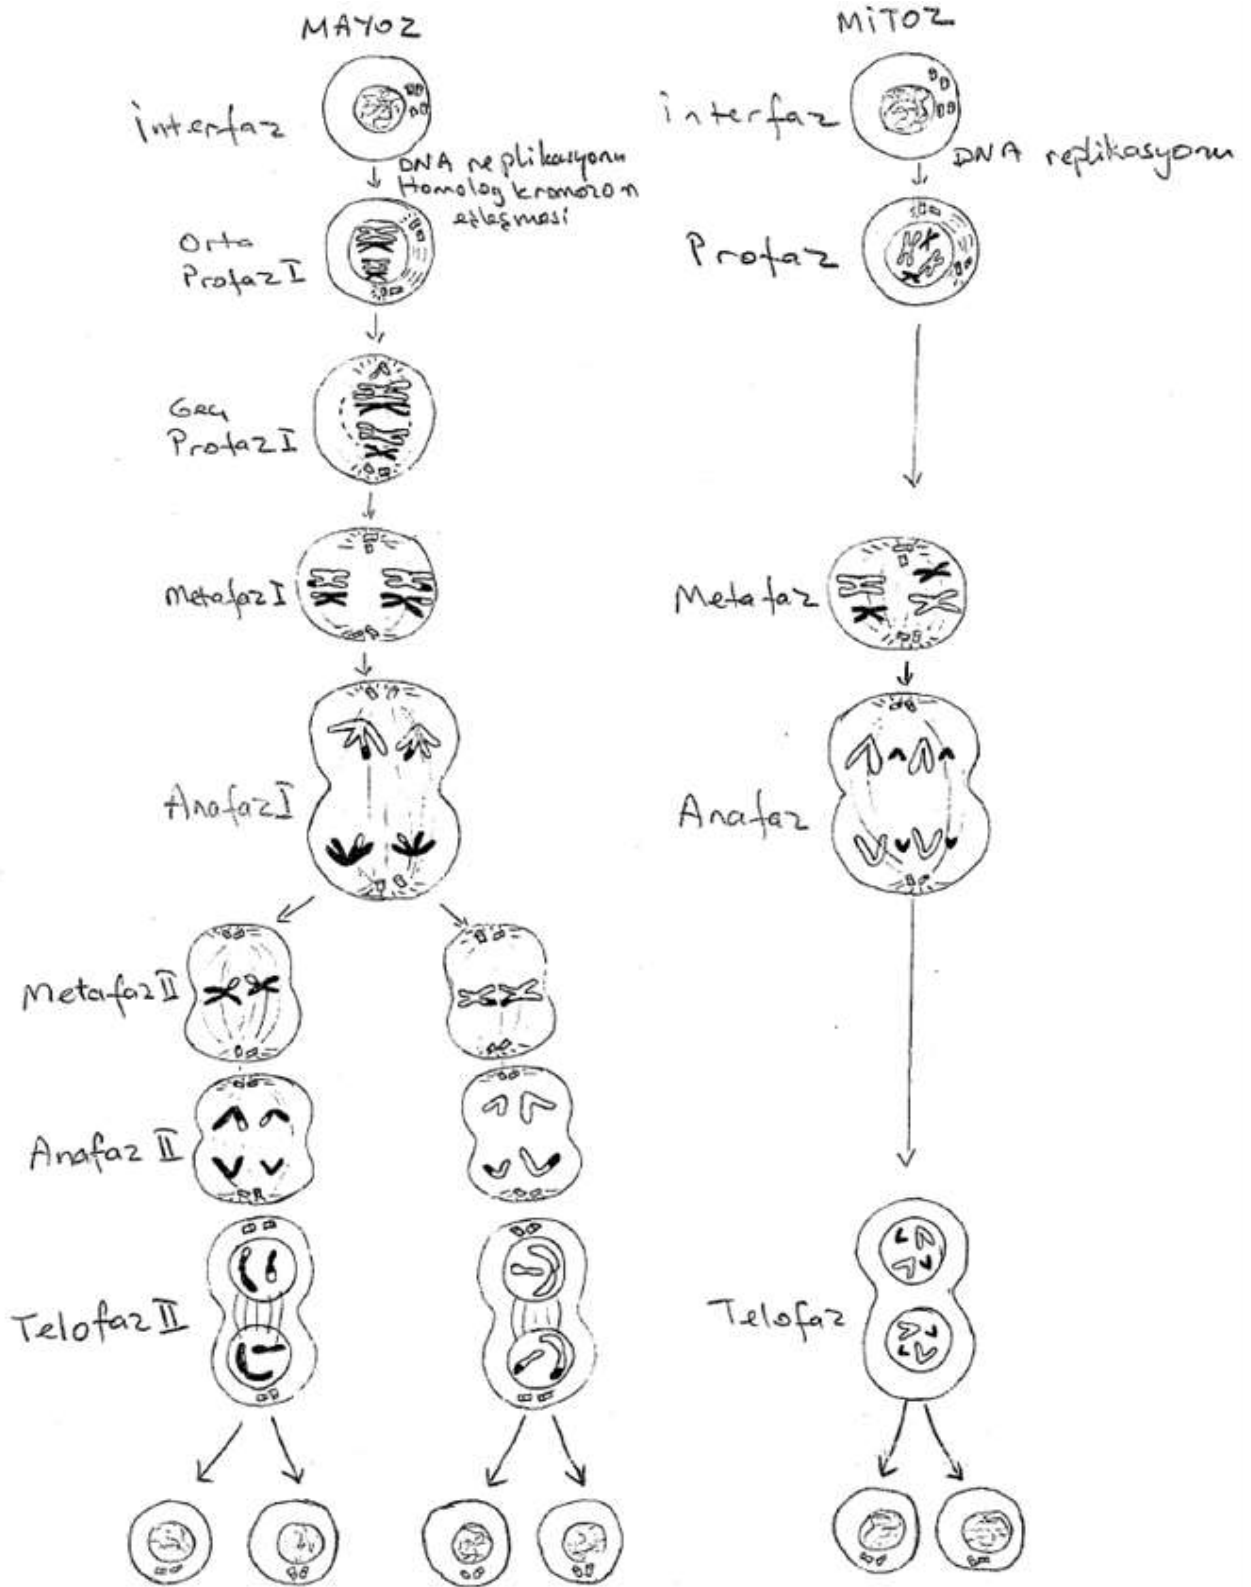 MAYOZ
İnterfaz
DNA replikasyonu
Homolog kromozon
eşleşmesi
Orta
Profaz I
Geç
Profaz I
Metafaz I
Anafaz I
Metafaz II
Anafaz II
Telofaz II
MİTOZ
İnterfaz
DNA replikasyonu
Profaz
Metafaz
Anafaz
Telofaz